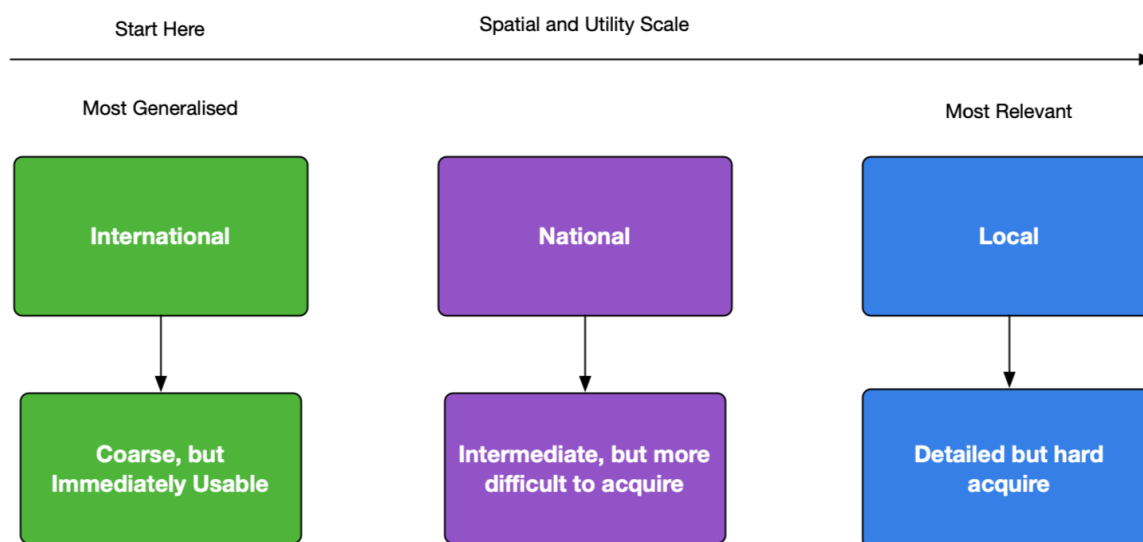 Start Here
Spatial and Utility Scale
Most Generalised
Most Relevant
International
National
Local
Coarse, but
Immediately Usable
Intermediate, but more
difficult to acquire
Detailed but hard
acquire